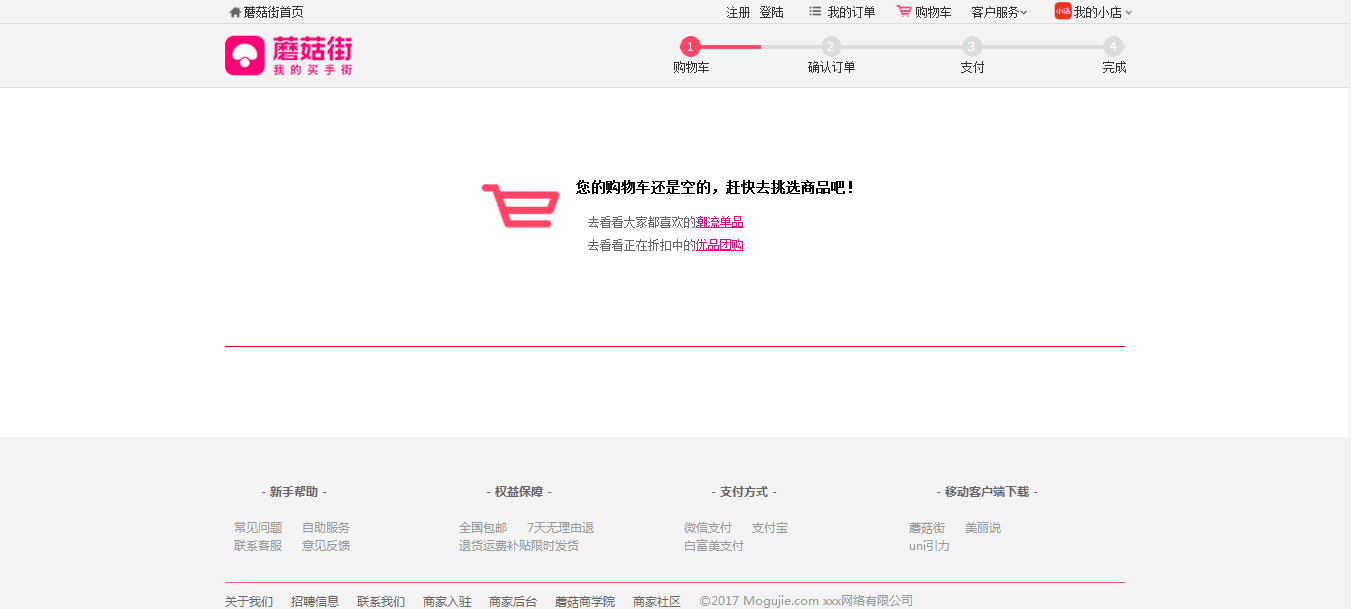 蘑菇街首页 注册 登陆 我的订单 购物车 客户服务 小店 我的小店
蘑菇街
我的买手街
1 2 3 4
购物车 确认订单 支付 完成
您的购物车还是空的，赶快去挑选商品吧！
去看看大家都喜欢的潮流单品
去看看正在折扣中的优品团购
- 新手帮助 - - 权益保障 - - 支付方式 - - 移动客户端下载 -
常见问题 自助服务 全国包邮 7天无理由退 微信支付 支付宝 蘑菇街 美丽说
联系客服 意见反馈 退货运费补贴限时发货 白富美支付 uni引力
关于我们 招聘信息 联系我们 商家入驻 商家后台 蘑菇商学院 商家社区 ©2017 Mogujie.com xxx网络有限公司